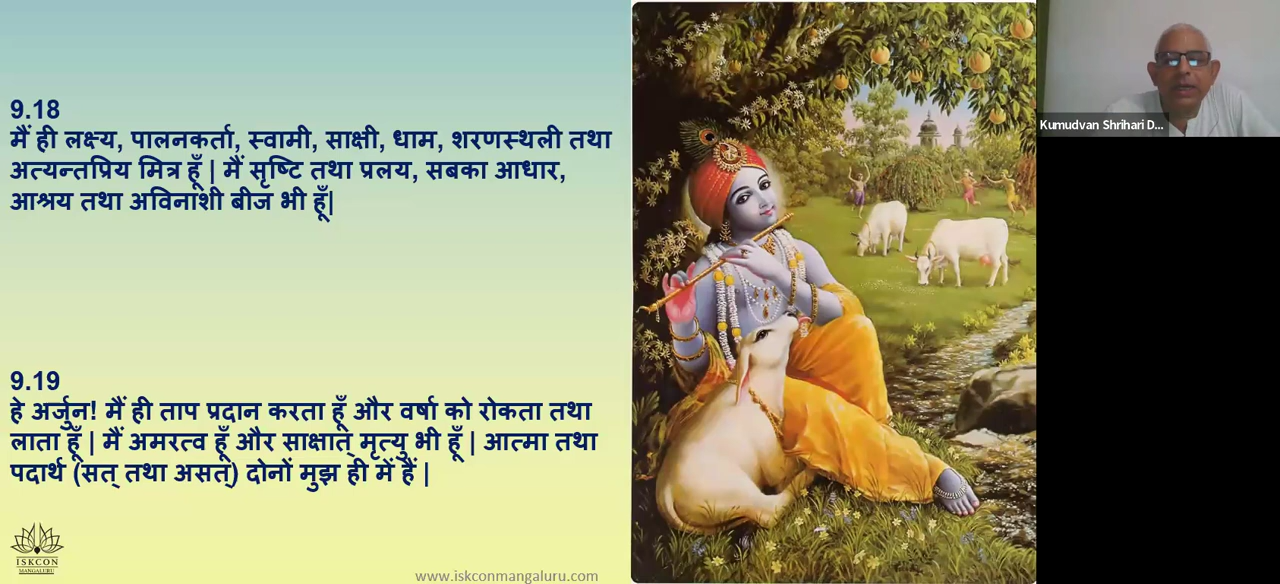 9.18
मैं ही लक्ष्य, पालनकर्ता, स्वामी, साक्षी, धाम, शरणस्थली तथा
अत्यन्तप्रिय मित्र हूँ | मैं सृष्टि तथा प्रलय, सबका आधार,
आश्रय तथा अविनाशी बीज भी हूँ|
9.19
हे अर्जुन! मैं ही ताप प्रदान करता हूँ और वर्षा को रोकता तथा
लाता हूँ | मैं अमरत्व हूँ और साक्षात् मृत्यु भी हूँ | आत्मा तथा
पदार्थ (सत् तथा असत्) दोनों मुझ ही में हैं |
ISKCON
MANGALURU
www.iskconmangaluru.com
Kumudvan Shrihari D...